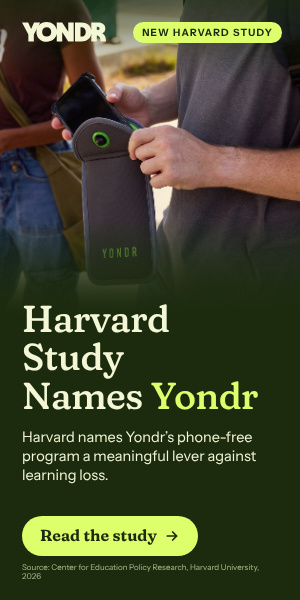 YONDR
NEW HARVARD STUDY
YONDR
Harvard
Study
Names Yondr
Harvard names Yondr's phone-free
program a meaningful lever against
learning loss.
Read the study →
Source: Center for Education Policy Research, Harvard University,
2026